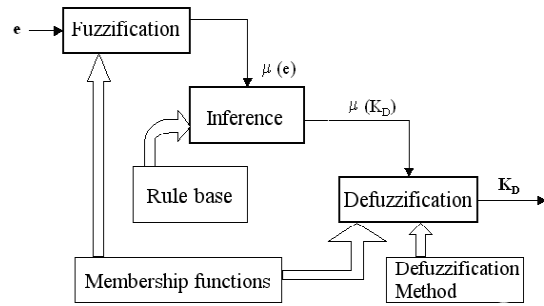 e
Fuzzification
μ (e)
Inference
μ (K_D)
Rule base
Defuzzification
K_D
Membership functions
Defuzzification
Method